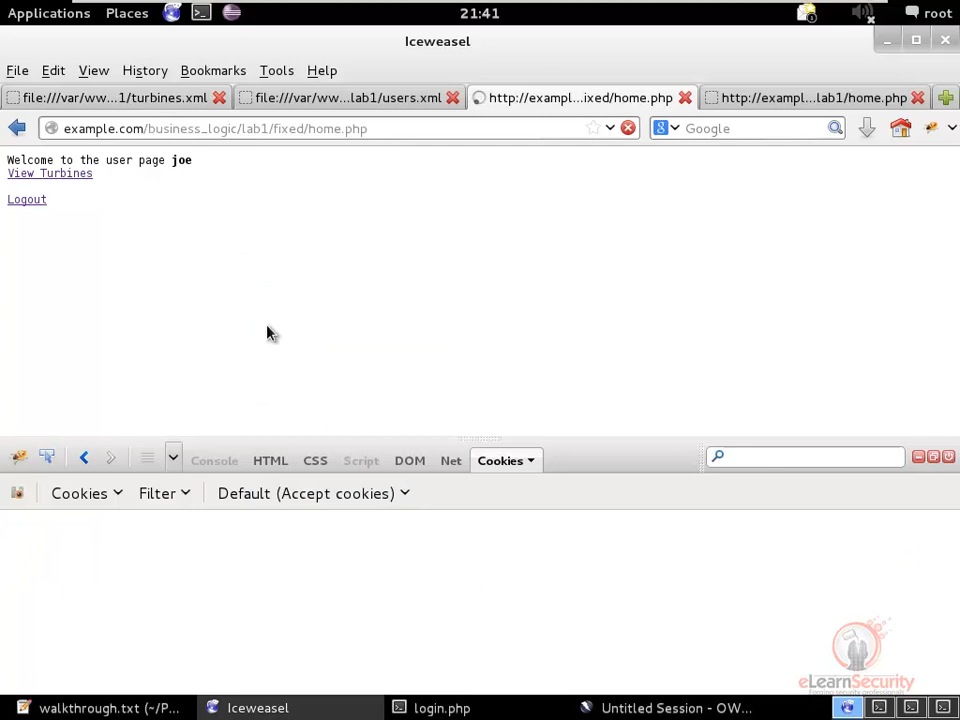 Applications Places 21:41 root
Iceweasel
File Edit View History Bookmarks Tools Help
file:///var/ww...1/turbines.xml file:///var/ww...lab1/users.xml http://exampl...ixed/home.php http://exampl...lab1/home.php
example.com/business_logic/lab1/fixed/home.php Google
Welcome to the user page joe
View Turbines
Logout
Console HTML CSS Script DOM Net Cookies
Cookies Filter Default (Accept cookies)
eLearnSecurity
Forging security professionals
walkthrough.txt (~/P... Iceweasel login.php Untitled Session - OW...